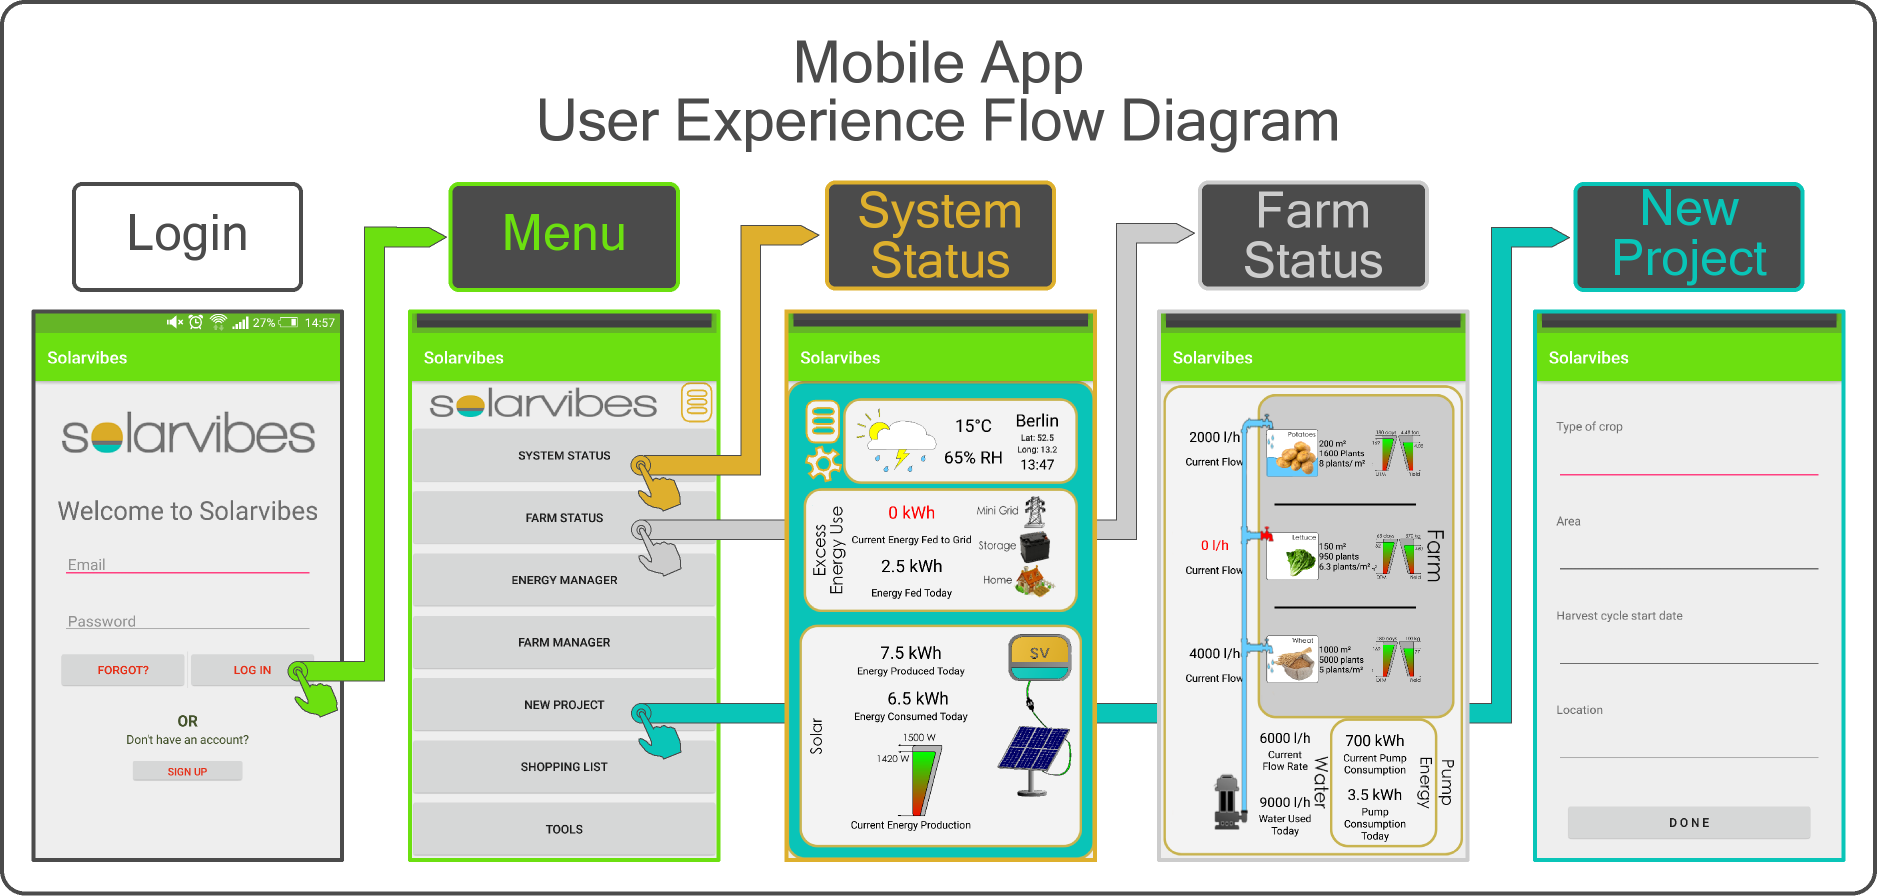 Mobile App
User Experience Flow Diagram
Login
Menu
System
Status
Farm
Status
New
Project
27% 14:57
Solarvibes
solarvibes
Welcome to Solarvibes
Email
Password
FORGOT?
LOG IN
OR
Don't have an account?
SIGN UP
Solarvibes
solarvibes
SYSTEM STATUS
FARM STATUS
ENERGY MANAGER
FARM MANAGER
NEW PROJECT
SHOPPING LIST
TOOLS
Solarvibes
15°C
65% RH
Berlin
Lat: 52.5
Long: 13.2
13:47
Excess
Energy Use
0 kWh
Current Energy Fed to Grid
2.5 kWh
Energy Fed Today
Mini Grid
Storage
Home
Solar
7.5 kWh
Energy Produced Today
6.5 kWh
Energy Consumed Today
1500 W
1420 W
Current Energy Production
SV
Solarvibes
2000 l/h
Current Flow
Potatoes
200 m²
1600 Plants
8 plants/ m²
180 days
DTM
Yield
0 l/h
Current Flow
Lettuce
150 m²
950 plants
6.3 plants/m²
DTM
Yield
4000 l/h
Current Flow
Wheat
1000 m²
5000 plants
5 plants/m²
DTM
Yield
Farm
6000 l/h
Current
Flow Rate
9000 l/h
Water Used
Today
Water
700 kWh
Current Pump
Consumption
3.5 kWh
Pump
Consumption
Today
Pump
Energy
Solarvibes
Type of crop
Area
Harvest cycle start date
Location
DONE